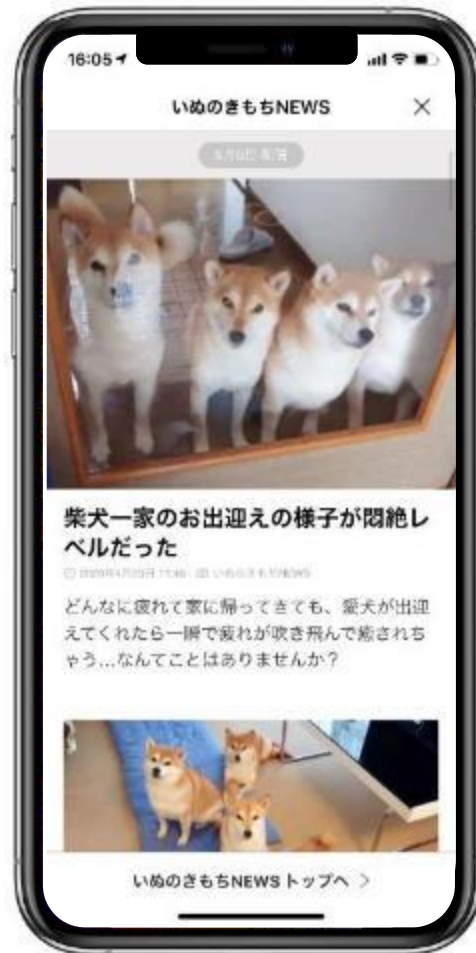 16:05
いぬのきもちNEWS
柴犬一家のお出迎えの様子が悶絶レ
ベルだった
どんなに疲れて家に帰ってきても、愛犬が出迎
えてくれたら一瞬で疲れが吹き飛んで癒されち
ゃう...なんてことはありませんか？
いぬのきもちNEWSトップへ